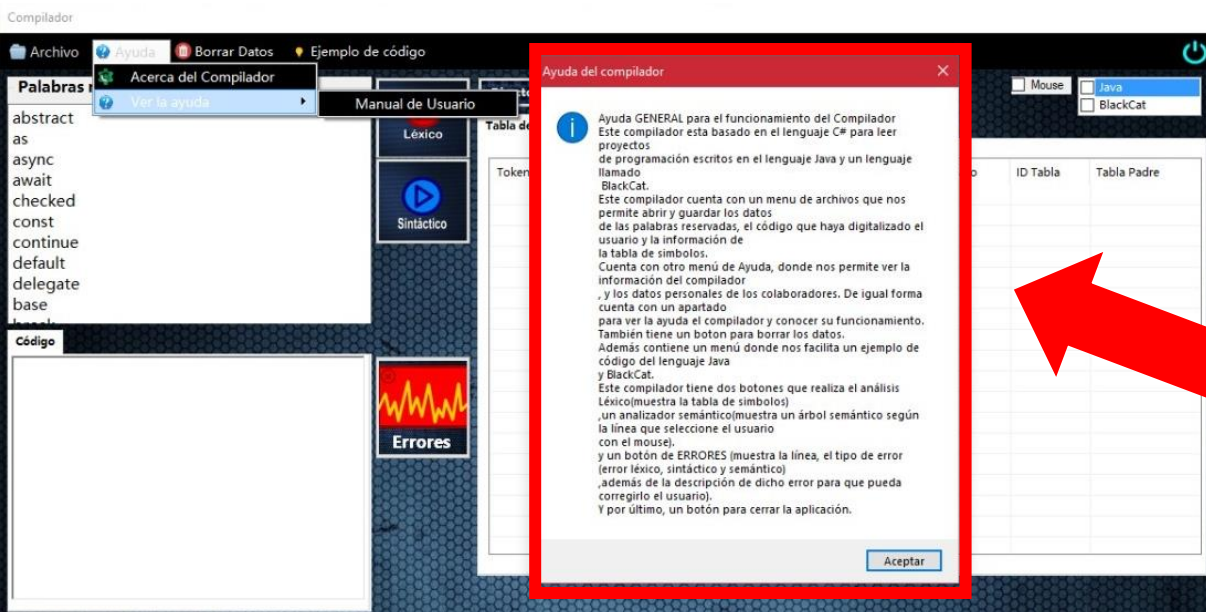 Compilador
Archivo Ayuda Borrar Datos Ejemplo de código
Acerca del Compilador
Ver la ayuda
Manual de Usuario
Palabras
abstract
as
async
await
checked
const
continue
default
delegate
base
break
Código
Léxico
Sintáctico
Errores
Tabla de
Token
ID Tabla Tabla Padre
Mouse
Java
BlackCat
Ayuda del compilador
Ayuda GENERAL para el funcionamiento del Compilador
Este compilador esta basado en el lenguaje C# para leer
proyectos
de programación escritos en el lenguaje Java y un lenguaje
llamado
BlackCat.
Este compilador cuenta con un menu de archivos que nos
permite abrir y guardar los datos
de las palabras reservadas, el código que haya digitalizado el
usuario y la información de
la tabla de simbolos.
Cuenta con otro menú de Ayuda, donde nos permite ver la
información del compilador
, y los datos personales de los colaboradores. De igual forma
cuenta con un apartado
para ver la ayuda el compilador y conocer su funcionamiento.
También tiene un boton para borrar los datos.
Además contiene un menú donde nos facilita un ejemplo de
código del lenguaje Java
y BlackCat.
Este compilador tiene dos botones que realiza el análisis
Léxico(muestra la tabla de simbolos)
,un analizador semántico(muestra un árbol semántico según
la línea que seleccione el usuario
con el mouse).
y un botón de ERRORES (muestra la línea, el tipo de error
(error léxico, sintáctico y semántico)
,además de la descripción de dicho error para que pueda
corregirlo el usuario).
Y por último, un botón para cerrar la aplicación.
Aceptar